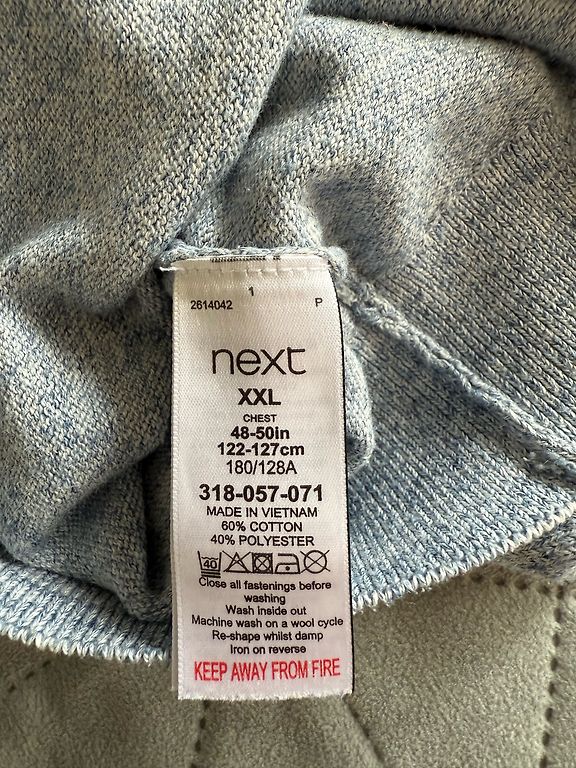 1
2614042 P
next
XXL
CHEST
48-50in
122-127cm
180/128A
318-057-071
MADE IN VIETNAM
60% COTTON
40% POLYESTER
40
Close all fastenings before
washing
Wash inside out
Machine wash on a wool cycle
Re-shape whilst damp
Iron on reverse
KEEP AWAY FROM FIRE